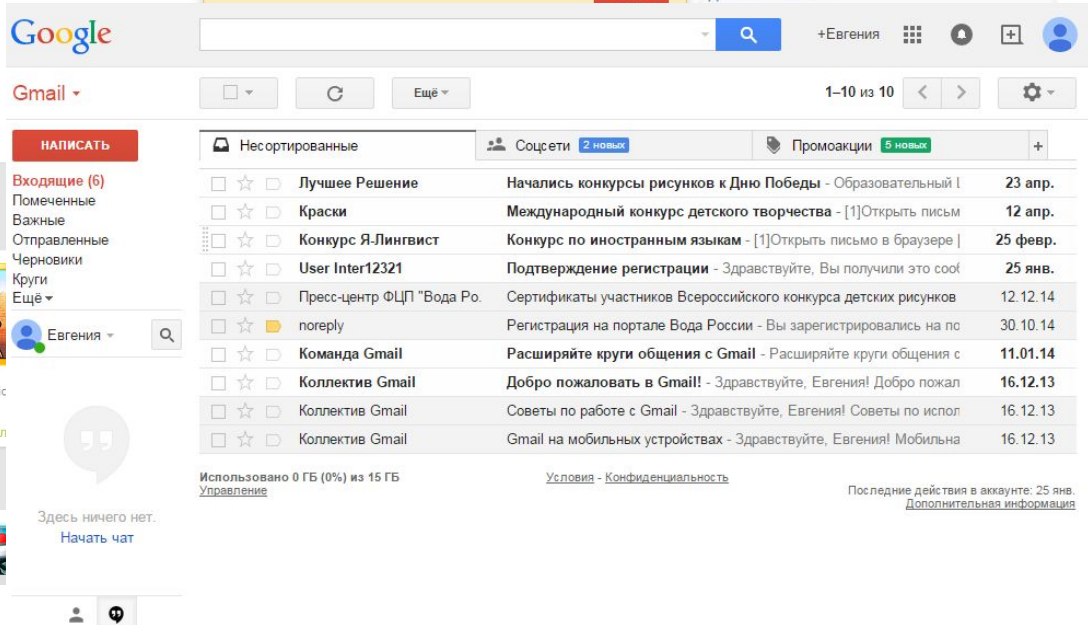 Google
+Евгения
Gmail
Ещё
1–10 из 10
НАПИСАТЬ
Входящие (6)
Помеченные
Важные
Отправленные
Черновики
Круги
Ещё
Евгения
Здесь ничего нет.
Начать чат
Несортированные
Соцсети 2 новых
Промоакции 5 новых
+
Лучшее Решение Начались конкурсы рисунков к Дню Победы - Образовательный 23 апр.
Краски Международный конкурс детского творчества - [1]Открыть письм 12 апр.
Конкурс Я-Лингвист Конкурс по иностранным языкам - [1]Открыть письмо в браузере | 25 февр.
User Inter12321 Подтверждение регистрации - Здравствуйте, Вы получили это соо 25 янв.
Пресс-центр ФЦП "Вода Ро. Сертификаты участников Всероссийского конкурса детских рисунков 12.12.14
noreply Регистрация на портале Вода России - Вы зарегистрировались на по 30.10.14
Команда Gmail Расширяйте круги общения с Gmail - Расширяйте круги общения с 11.01.14
Коллектив Gmail Добро пожаловать в Gmail! - Здравствуйте, Евгения! Добро пожал 16.12.13
Коллектив Gmail Советы по работе с Gmail - Здравствуйте, Евгения! Советы по испол 16.12.13
Коллектив Gmail Gmail на мобильных устройствах - Здравствуйте, Евгения! Мобильна 16.12.13
Использовано 0 ГБ (0%) из 15 ГБ
Управление
Условия - Конфиденциальность
Последние действия в аккаунте: 25 янв.
Дополнительная информация